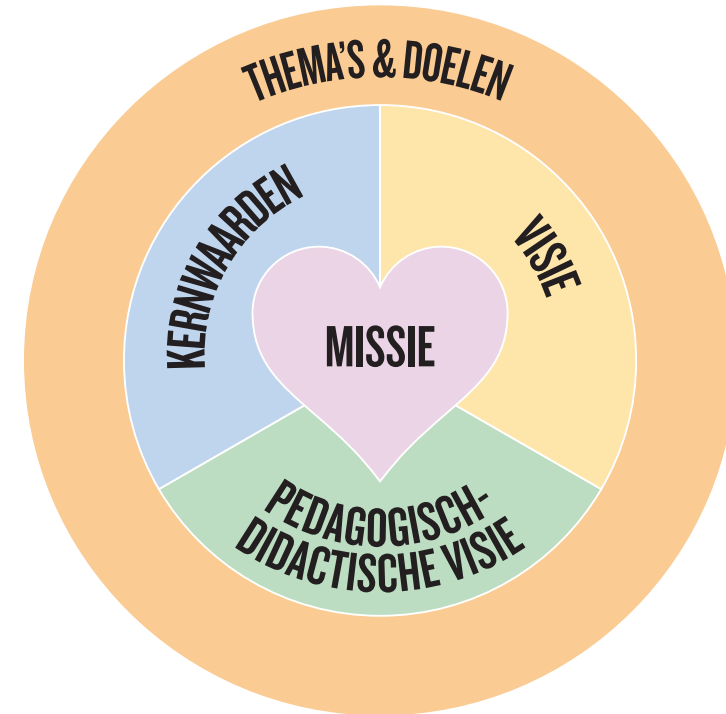 THEMA'S & DOELEN
KERNWAARDEN
VISIE
MISSIE
PEDAGOGISCH-
DIDACTISCHE VISIE